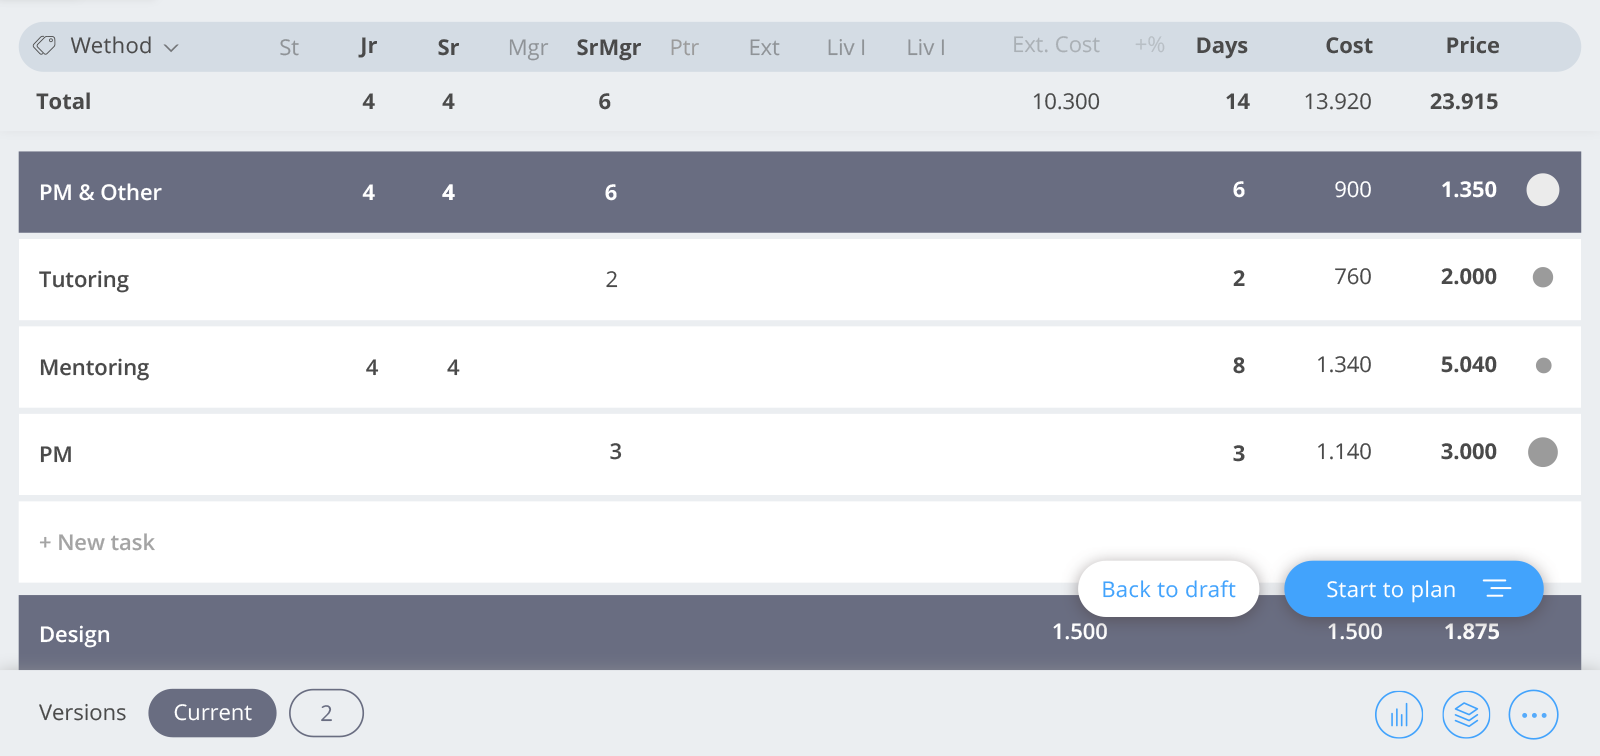 Wethod St Jr Sr Mgr SrMgr Ptr Ext Liv I Liv I Ext. Cost +% Days Cost Price
Total 4 4 6 10.300 14 13.920 23.915
PM & Other 4 4 6 6 900 1.350
Tutoring 2 2 760 2.000
Mentoring 4 4 8 1.340 5.040
PM 3 3 1.140 3.000
+ New task
Back to draft Start to plan
Design 1.500 1.500 1.875
Versions Current 2